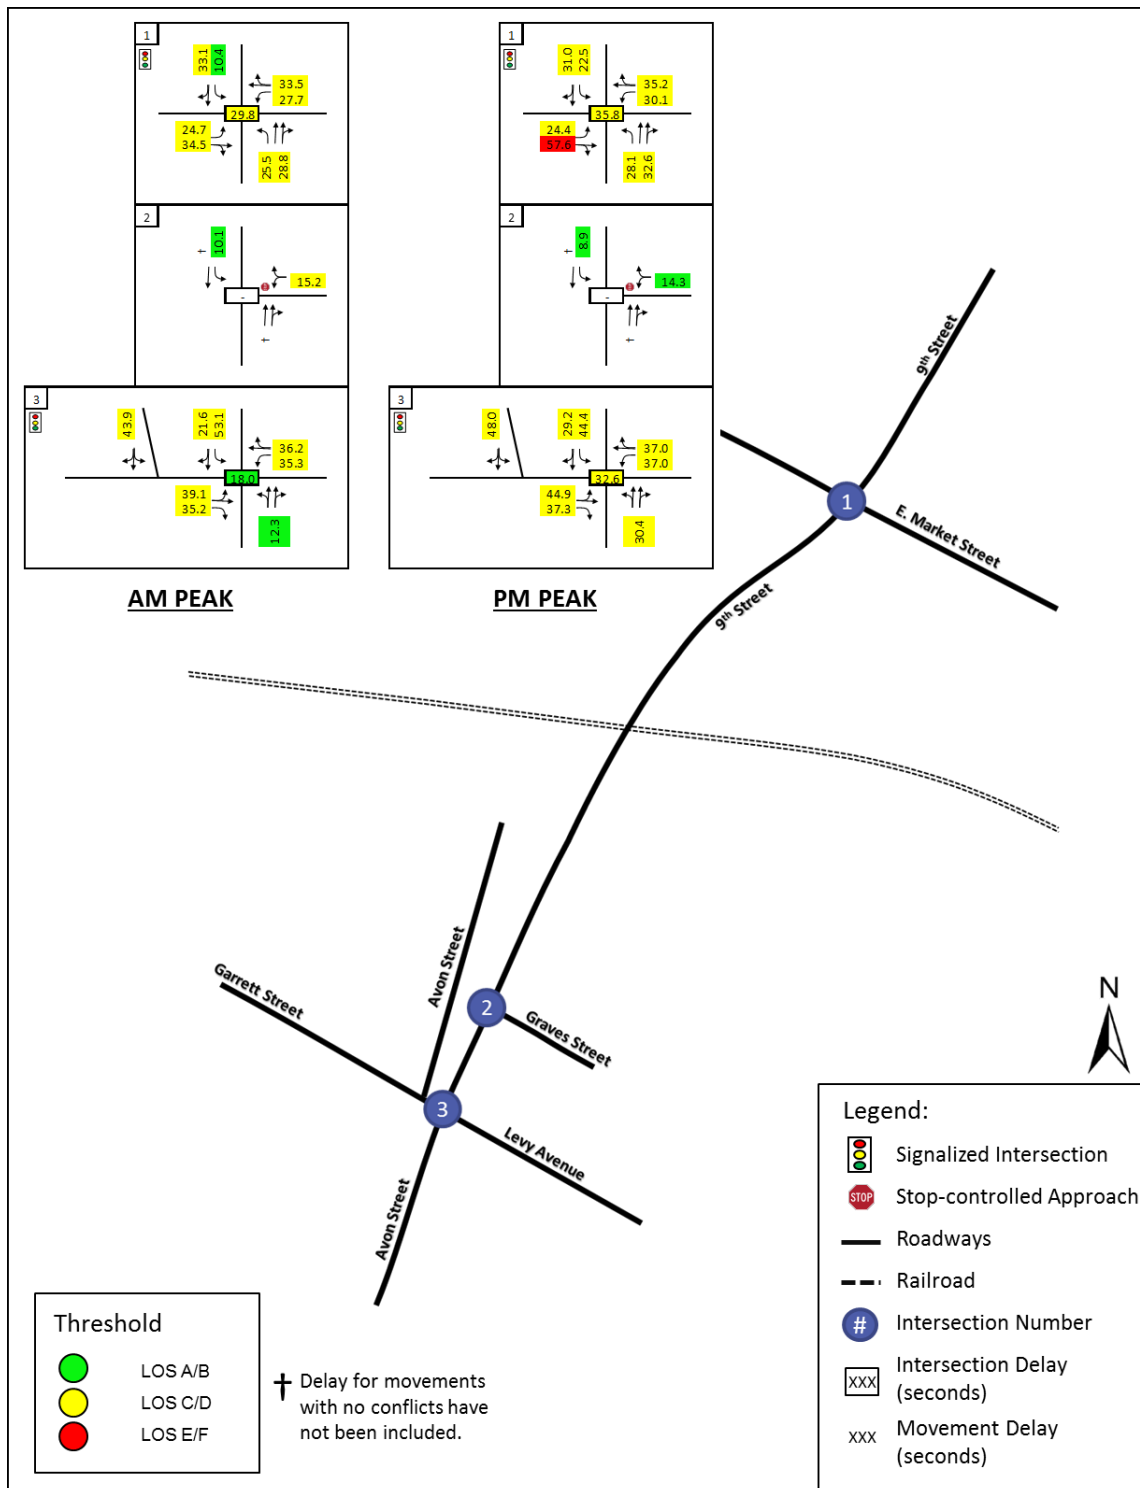 1
33.1
10.4
33.5
27.7
29.8
24.7
34.5
25.5
28.8
2
†
10.1
15.2
-
†
3
43.9
21.6
53.1
36.2
35.3
18.0
39.1
35.2
12.3
AM PEAK
1
31.0
22.5
35.2
30.1
35.8
24.4
57.6
28.1
32.6
2
†
8.9
14.3
-
†
3
48.0
29.2
44.4
37.0
37.0
32.6
44.9
37.3
30.4
PM PEAK
9th Street
1
E. Market Street
9th Street
Avon Street
Garrett Street
2
Graves Street
3
Levy Avenue
Avon Street
N
Legend:
Signalized Intersection
STOP Stop-controlled Approach
Roadways
Railroad
# Intersection Number
XXX Intersection Delay
(seconds)
XXX Movement Delay
(seconds)
Threshold
LOS A/B
LOS C/D
LOS E/F
† Delay for movements
with no conflicts have
not been included.